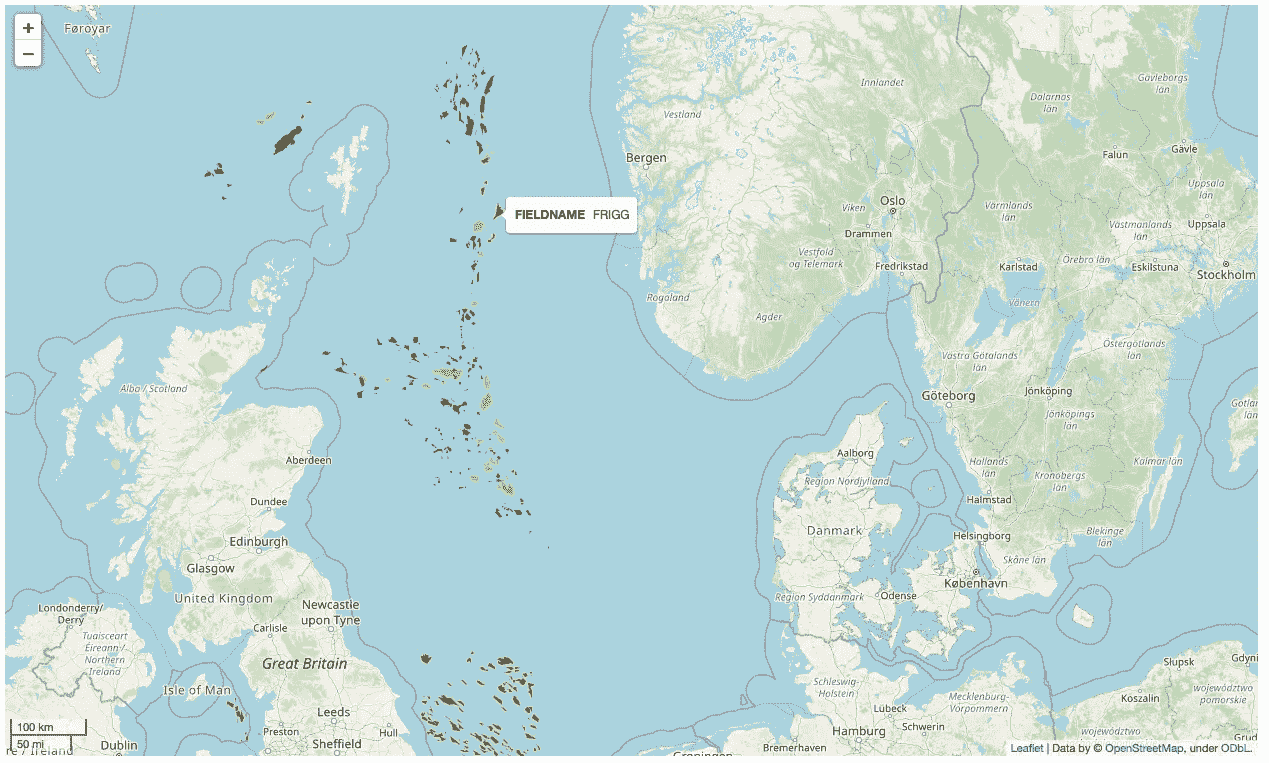 +
−
Føroyar
Innlandet
Gävleborgs
län
Dalarnas
län
Vestland
Bergen
Falun
Gävle
Uppsala
län
FIELDNAME FRIGG
Viken
Oslo
Värmlands
län
Västmanlands
län
Uppsala
Drammen
Vestfold
og Telemark
Fredrikstad
Karlstad
Örebro län
Eskilstuna
Stockholm
Rogaland
Vänern
Agder
Östergötlands
län
Västra Götalands
län
Alba / Scotland
Göteborg
Jönköping
Jönköpings
län
Gotlan
län
Aberdeen
Aalborg
Hallands
län
Kronobergs
län
Kalmar län
Region Nordjylland
Dundee
Halmstad
Edinburgh
Danmark
Helsingborg
Blekinge
län
Skåne län
Glasgow
København
United Kingdom
Region Syddanmark
Odense
Londonderry/
Derry
Newcastle
upon Tyne
Carlisle
Tuaisceart
Éireann /
Northern
Ireland
Great Britain
Isle of Man
Słupsk
Gdyni
Schleswig-
Holstein
Mecklenburg-
Vorpommern
Koszalin
województwo
pomorskie
Leeds
Lübeck
Schwerin
100 km
50 mi
Preston
Hull
Hamburg
województwo
Dublin
Sheffield
Groningen
Bremerhaven
Leaflet | Data by © OpenStreetMap, under ODbL.